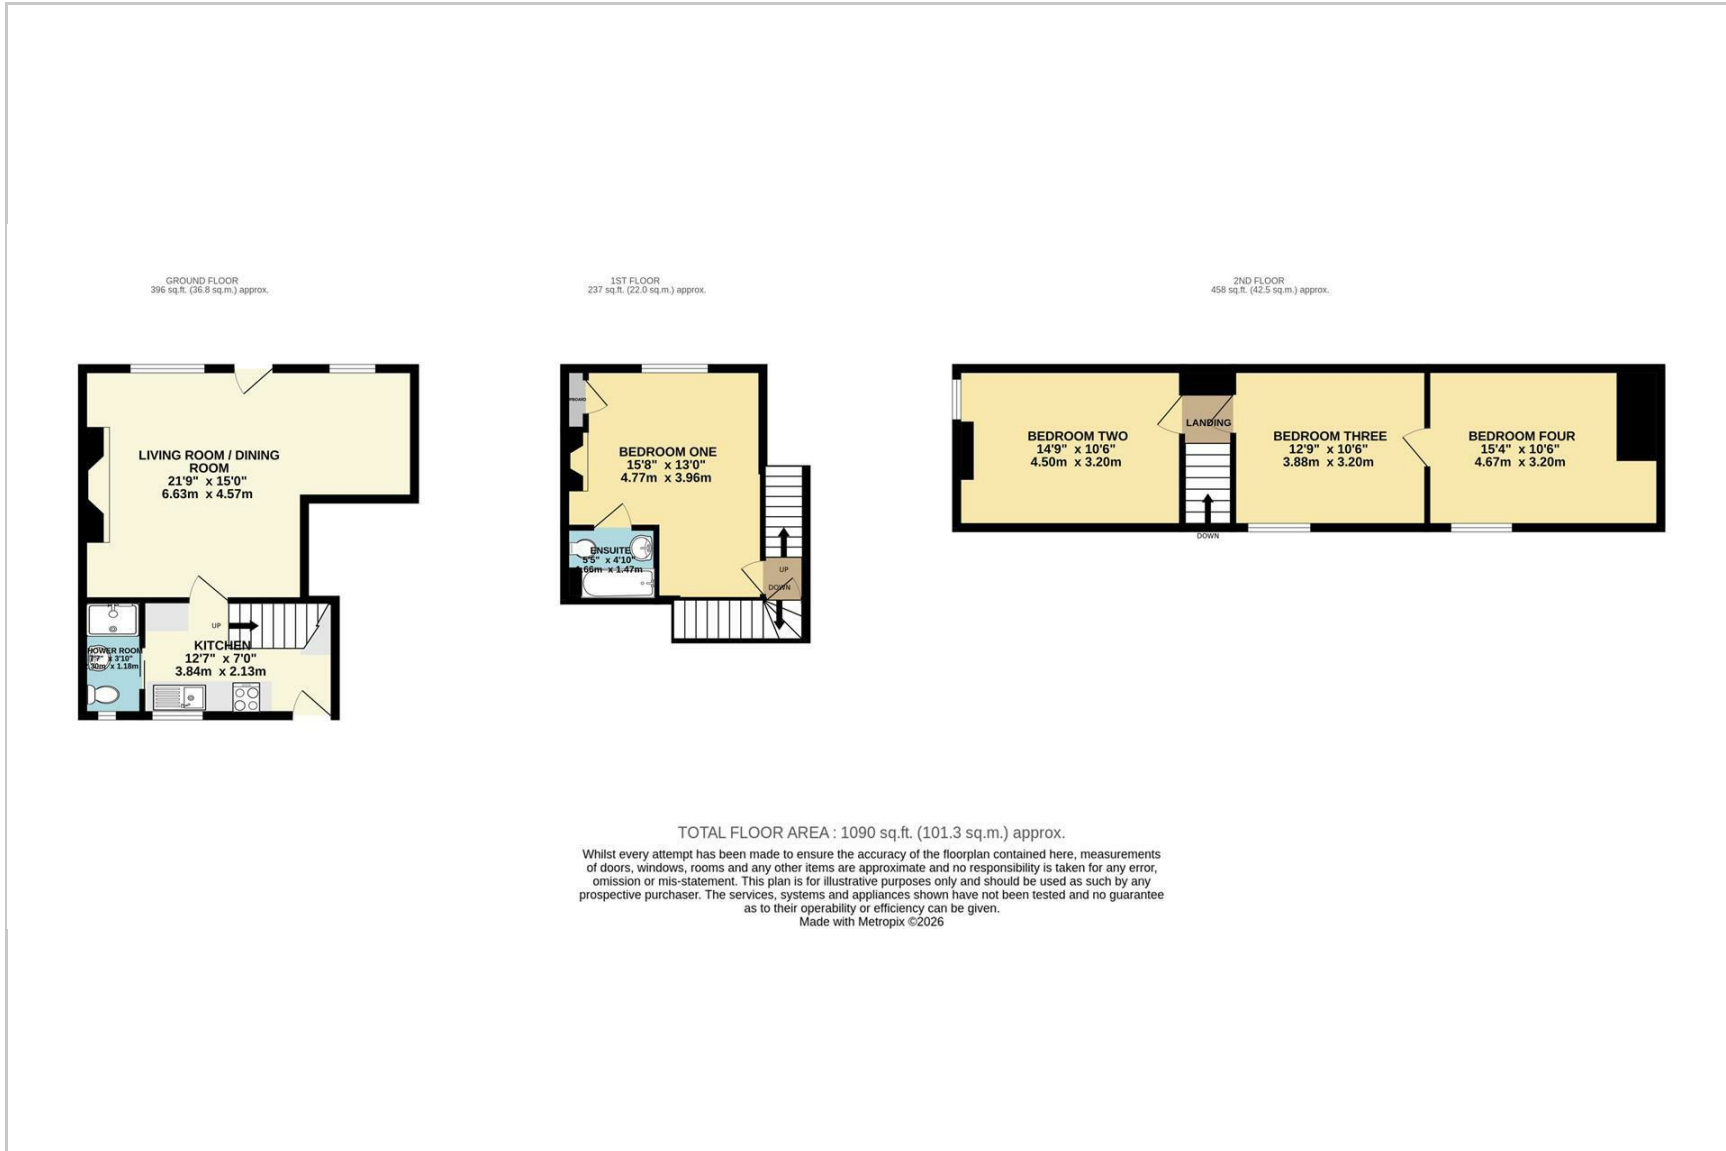 GROUND FLOOR
396 sq.ft. (36.8 sq.m.) approx.
1ST FLOOR
237 sq.ft. (22.0 sq.m.) approx.
2ND FLOOR
458 sq.ft. (42.5 sq.m.) approx.
LIVING ROOM / DINING
ROOM
21'9" x 15'0"
6.63m x 4.57m
UP
KITCHEN
12'7" x 7'0"
3.84m x 2.13m
ROOM
x 3'10"
x 1.18m
BEDROOM ONE
15'8" x 13'0"
4.77m x 3.96m
ENSUITE
5'5" x 4'10"
x 1.47m
UP
DOWN
BEDROOM TWO
14'9" x 10'6"
4.50m x 3.20m
LANDING
DOWN
BEDROOM THREE
12'9" x 10'6"
3.88m x 3.20m
BEDROOM FOUR
15'4" x 10'6"
4.67m x 3.20m
TOTAL FLOOR AREA : 1090 sq.ft. (101.3 sq.m.) approx.
Whilst every attempt has been made to ensure the accuracy of the floorplan contained here, measurements
of doors, windows, rooms and any other items are approximate and no responsibility is taken for any error,
omission or mis-statement. This plan is for illustrative purposes only and should be used as such by any
prospective purchaser. The services, systems and appliances shown have not been tested and no guarantee
as to their operability or efficiency can be given.
Made with Metropix ©2026